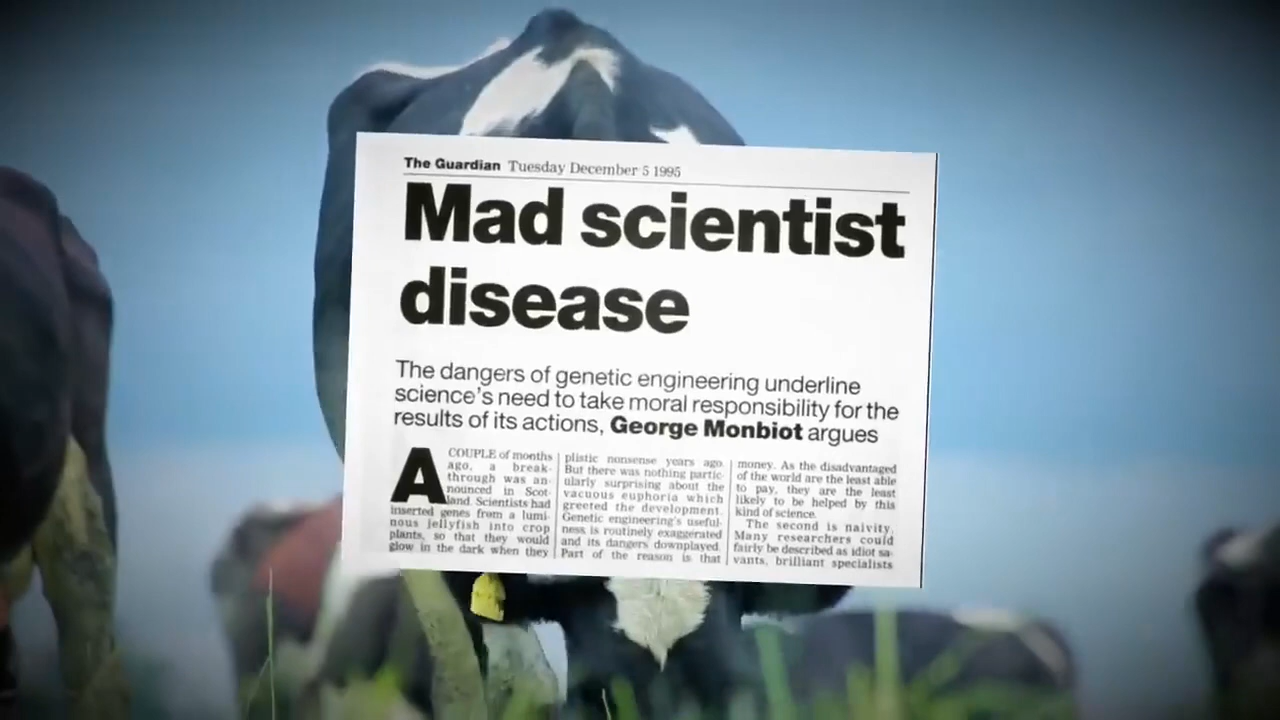 The Guardian Tuesday December 5 1995
Mad scientist
disease
The dangers of genetic engineering underline
science's need to take moral responsibility for the
results of its actions, George Monbiot argues
A COUPLE of months
ago, a break-
through was an-
nounced in Scot-
land. Scientists had
inserted genes from a lumi-
nous jellyfish into crop
plants, so that they would
glow in the dark when they
plistic nonsense years ago.
But there was nothing partic-
ularly surprising about the
vacuous euphoria which
greeted the development.
Genetic engineering's useful-
ness is routinely exaggerated
and its dangers downplayed.
Part of the reason is that
money. As the disadvantaged
of the world are the least able
to pay, they are the least
likely to be helped by this
kind of science.
The second is naivity.
Many researchers could
fairly be described as idiot sa-
vants, brilliant specialists